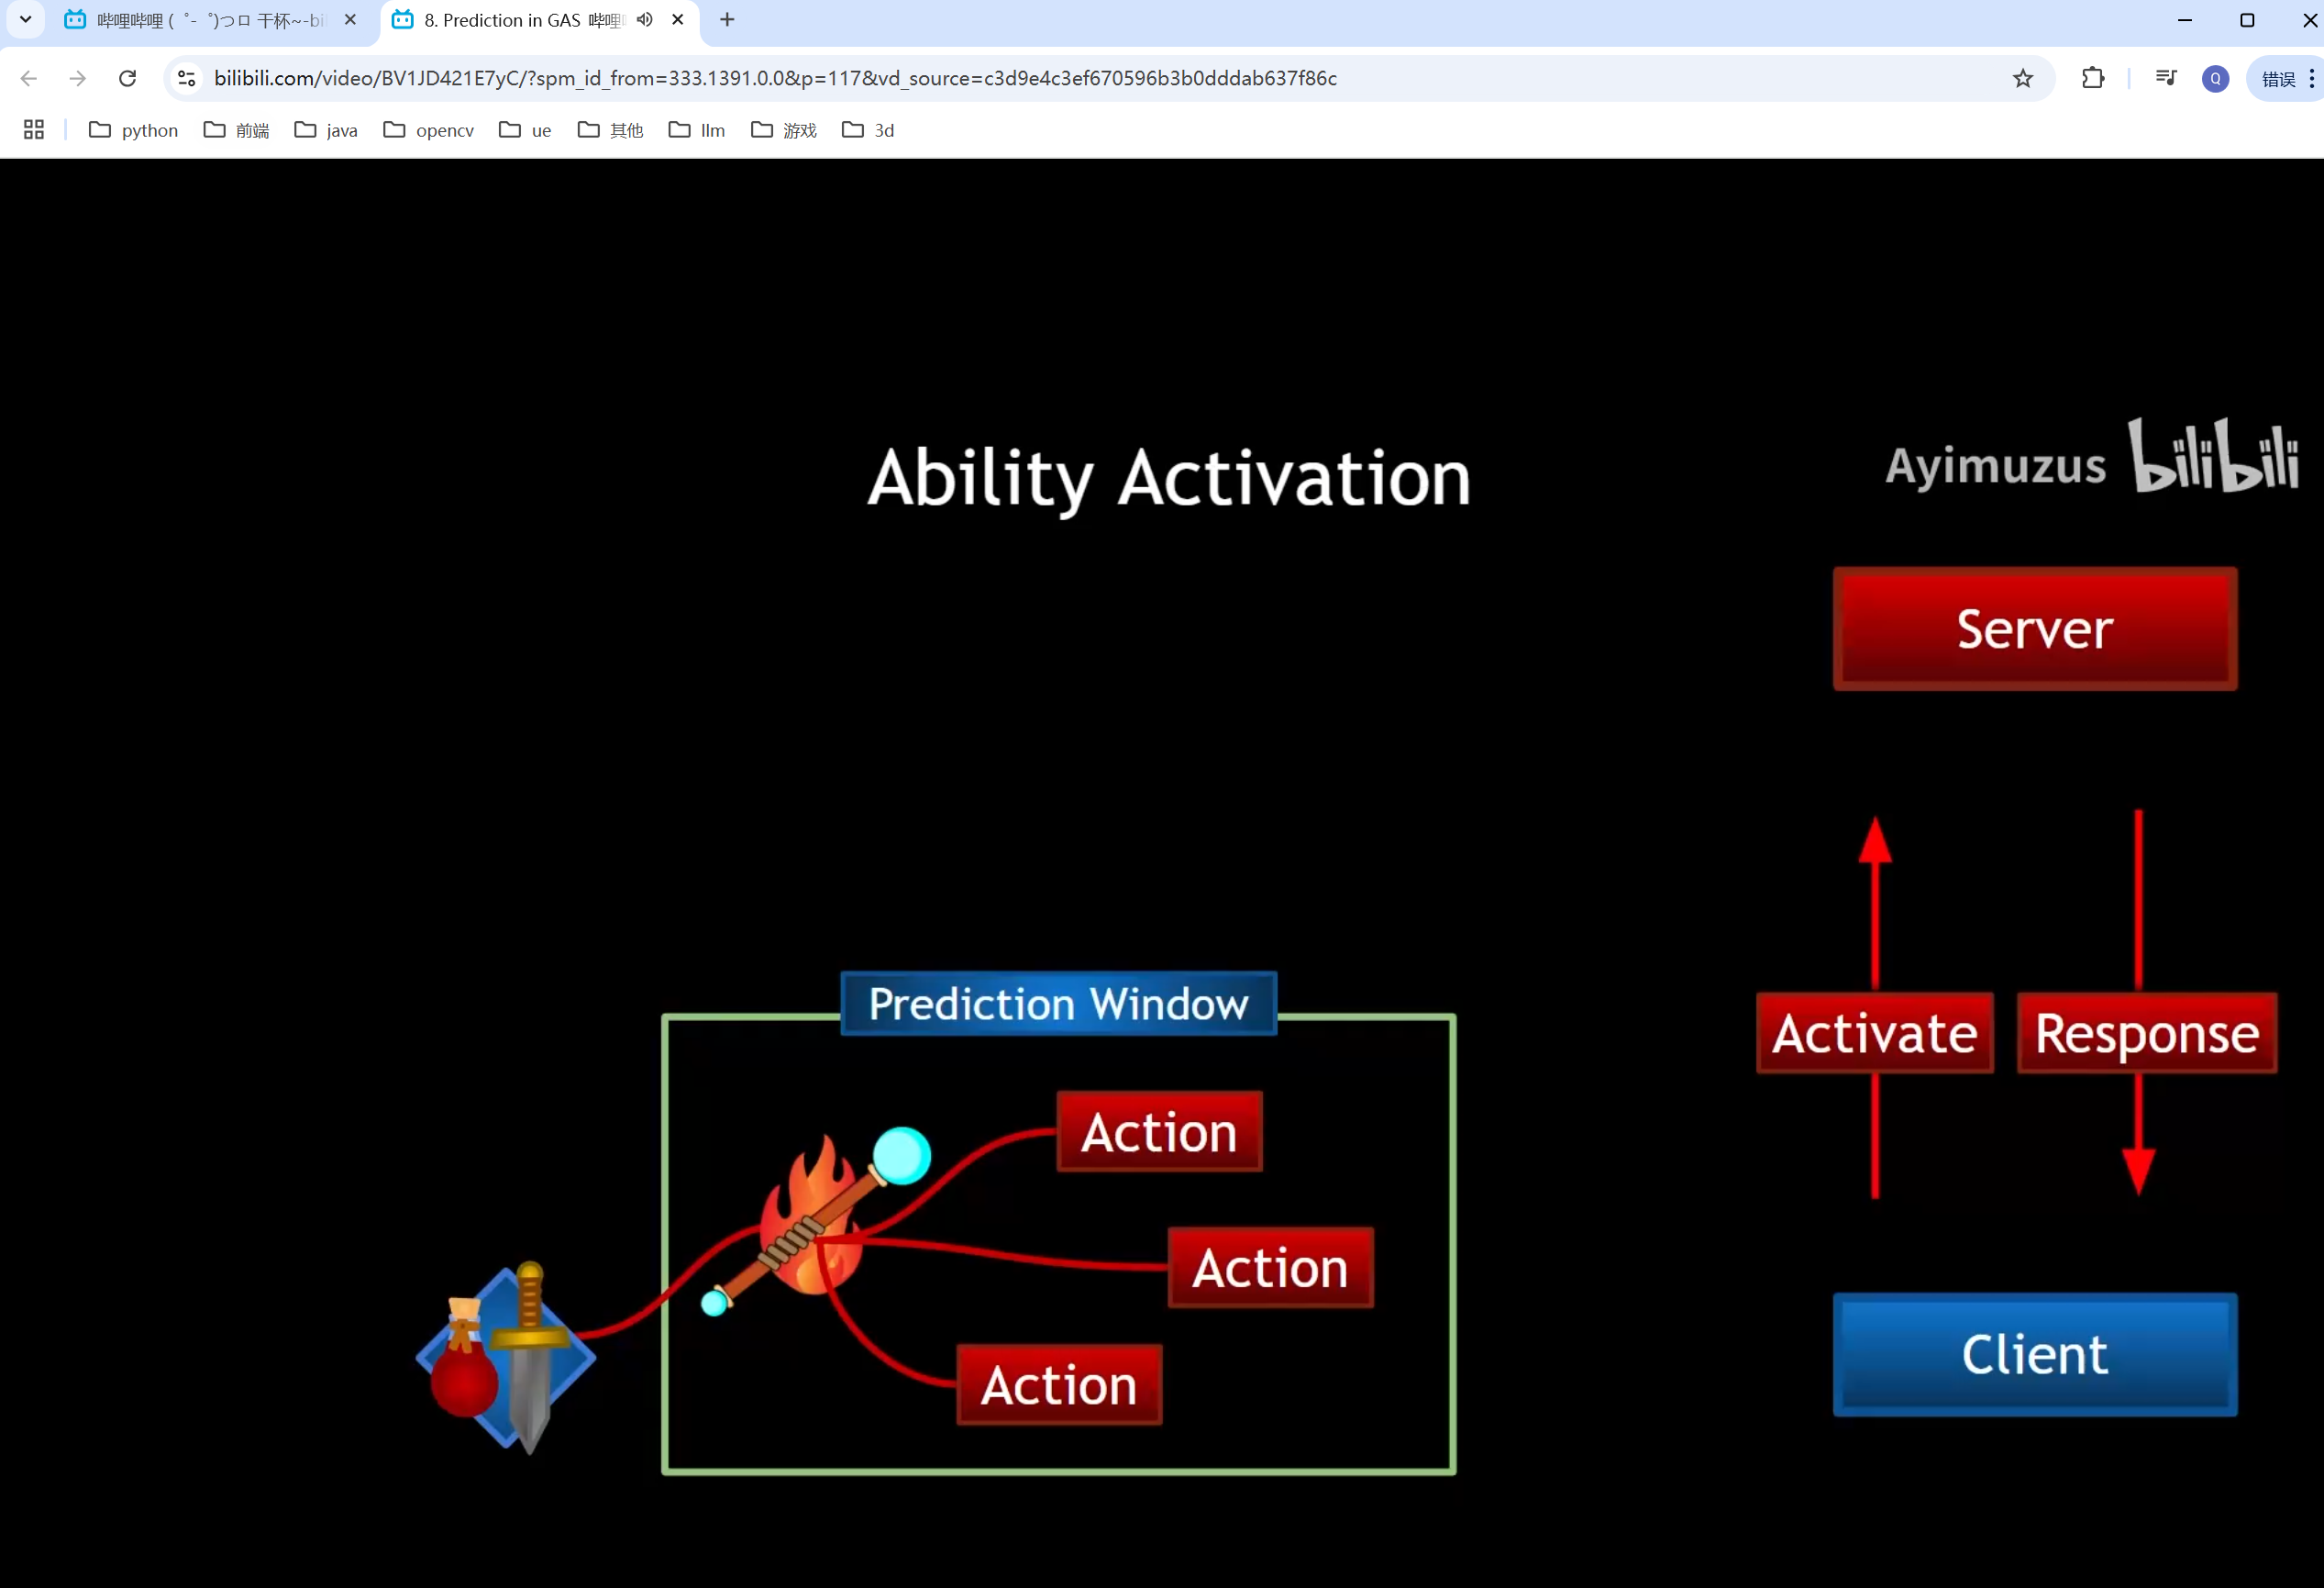 哔哩哔哩 (゜-゜)つロ 干杯~-bi
8. Prediction in GAS 哔哩
bilibili.com/video/BV1JD421E7yC/?spm_id_from=333.1391.0.0&p=117&vd_source=c3d9e4c3ef670596b3b0dddab637f86c
Q
错误
python
前端
java
opencv
ue
其他
llm
游戏
3d
Ayimuzus bilibili
Ability Activation
Server
Prediction Window
Activate
Response
Action
Action
Client
Action